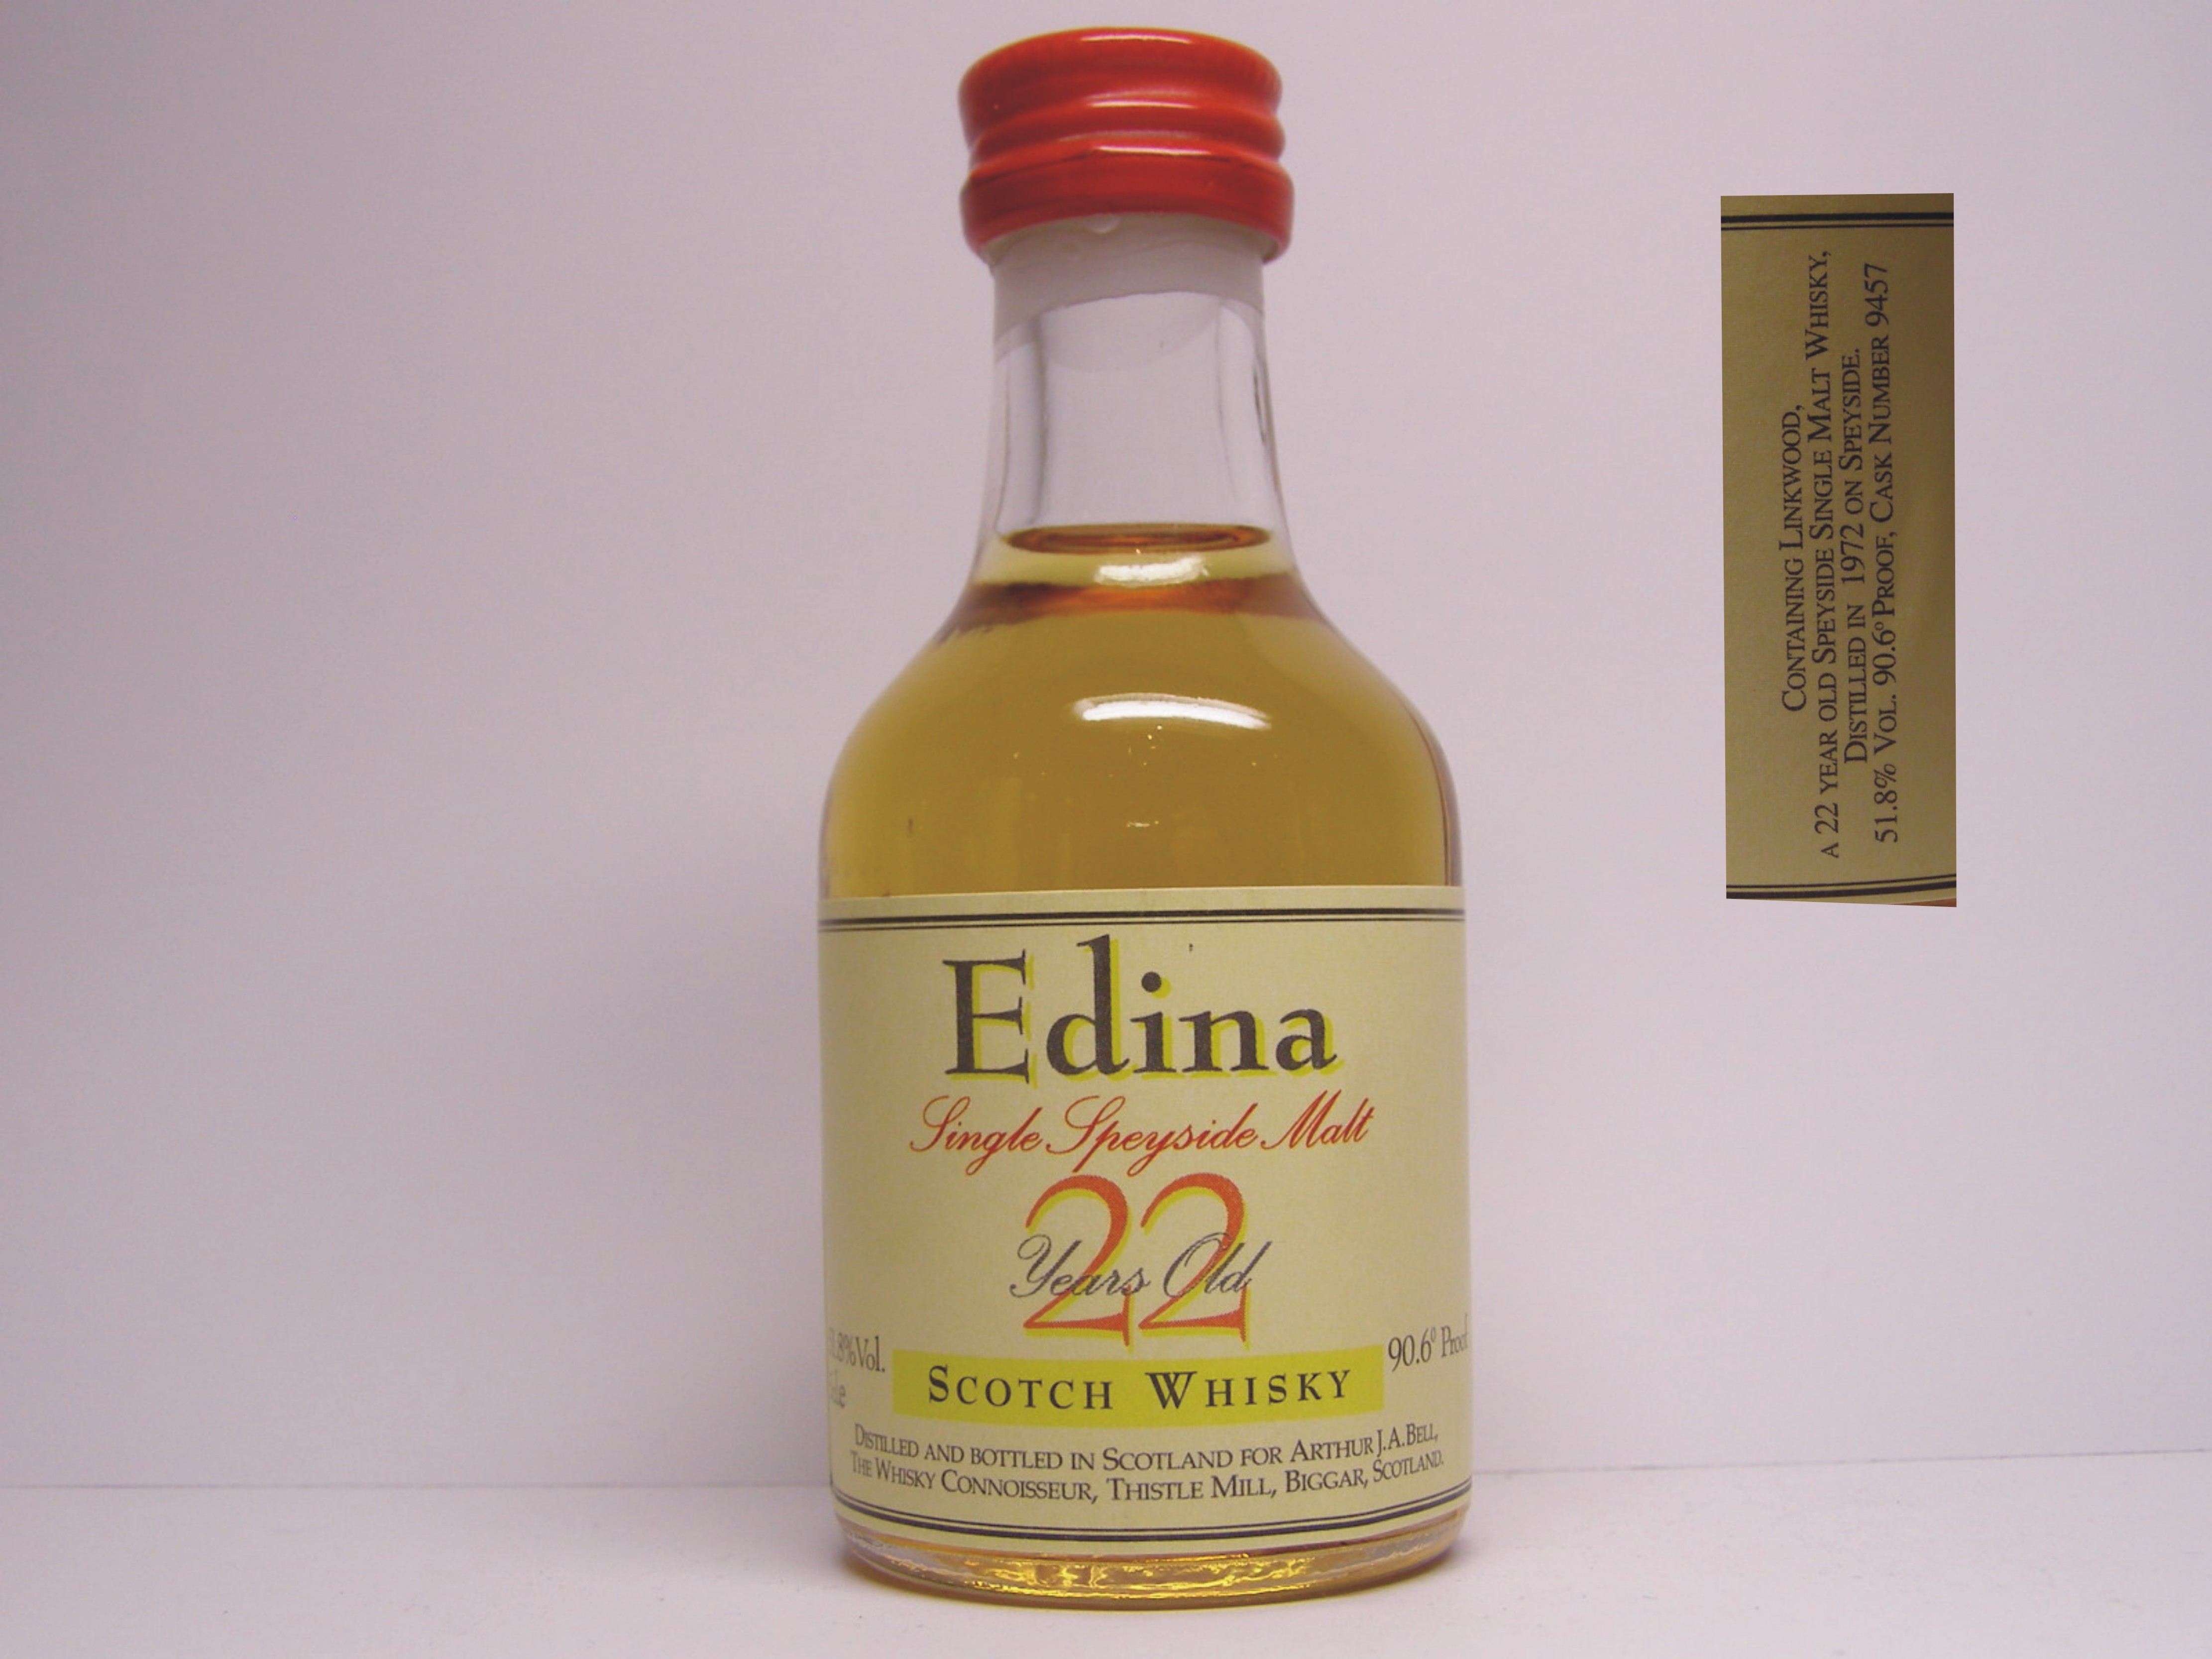 Edina
Single Speyside Malt
22
Years Old
90.6° Proof
SCOTCH WHISKY
DISTILLED AND BOTTLED IN SCOTLAND FOR ARTHUR J.A. BELL,
THE WHISKY CONNOISSEUR, THISTLE MILL, BIGGAR, SCOTLAND.
CONTAINING LINKWOOD,
A 22 YEAR OLD SPEYSIDE SINGLE MALT WHISKY,
DISTILLED IN 1972 ON SPEYSIDE.
51.8% VOL. 90.6° PROOF, CASK NUMBER 9457